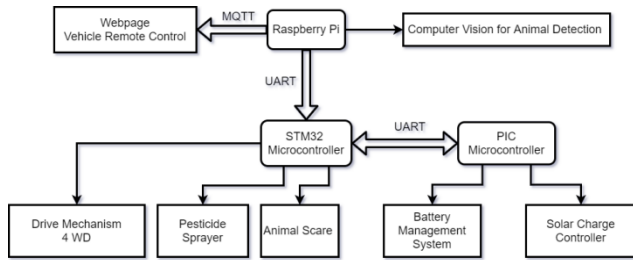 MQTT
Webpage
Vehicle Remote Control
Raspberry Pi
Computer Vision for Animal Detection
UART
STM32
Microcontroller
UART
PIC
Microcontroller
Drive Mechanism
4 WD
Pesticide
Sprayer
Animal Scare
Battery
Management
System
Solar Charge
Controller